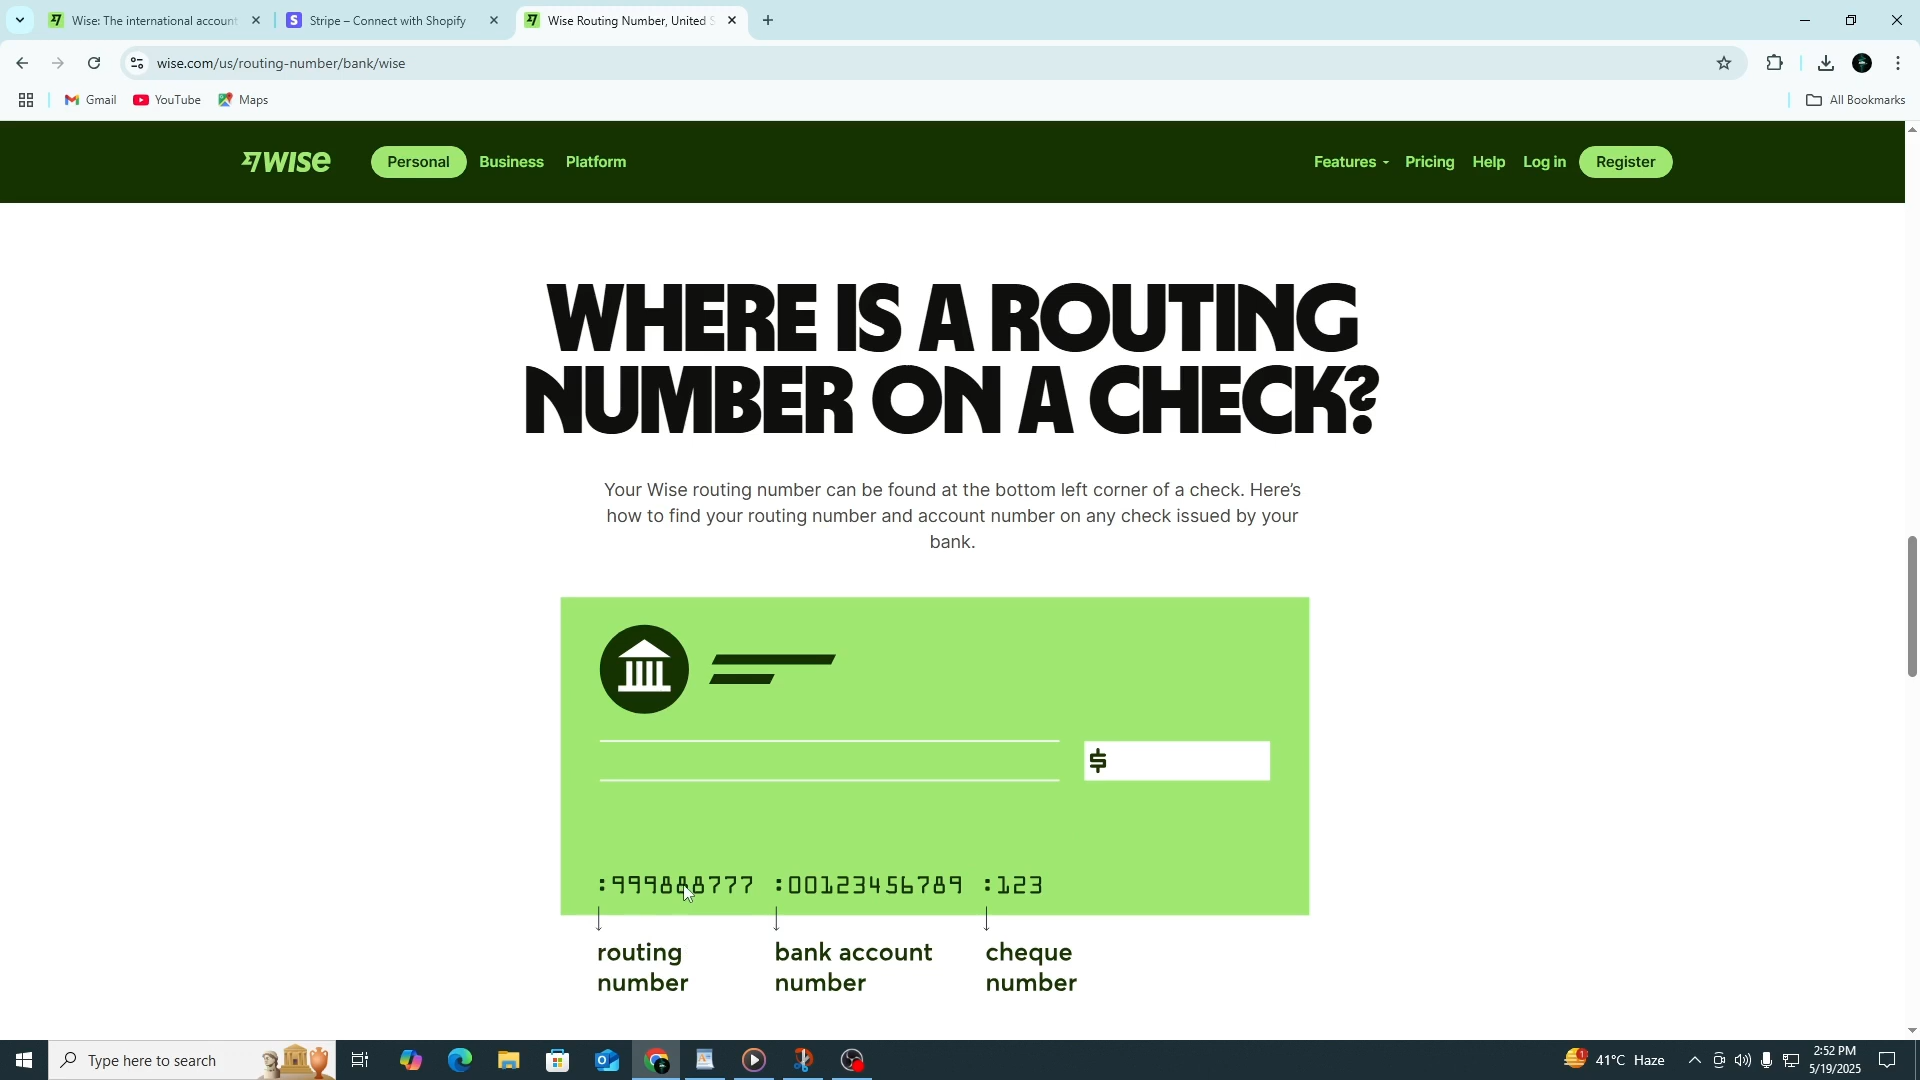 Wise: The international account
Stripe – Connect with Shopify
Wise Routing Number, United S
wise.com/us/routing-number/bank/wise
Gmail
YouTube
Maps
All Bookmarks
WISE
Personal
Business
Platform
Features
Pricing
Help
Log in
Register
WHERE IS A ROUTING
NUMBER ON A CHECK?
Your Wise routing number can be found at the bottom left corner of a check. Here’s
how to find your routing number and account number on any check issued by your
bank.
$
:999888777 :00123456789 :123
routing
number
bank account
number
cheque
number
Type here to search
41°C Haze
2:52 PM
5/19/2025